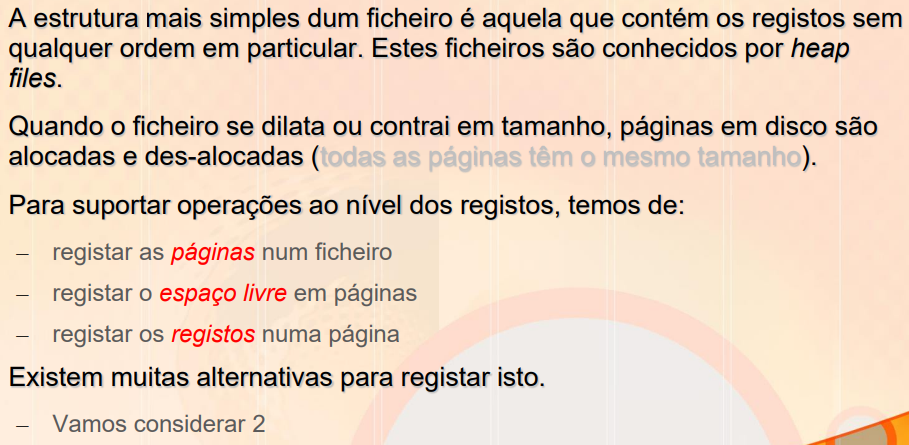 A estrutura mais simples dum ficheiro é aquela que contém os registos sem
qualquer ordem em particular. Estes ficheiros são conhecidos por heap
files.
Quando o ficheiro se dilata ou contrai em tamanho, páginas em disco são
alocadas e des-alocadas (todas as páginas têm o mesmo tamanho).
Para suportar operações ao nível dos registos, temos de:
– registar as páginas num ficheiro
– registar o espaço livre em páginas
– registar os registos numa página
Existem muitas alternativas para registar isto.
– Vamos considerar 2